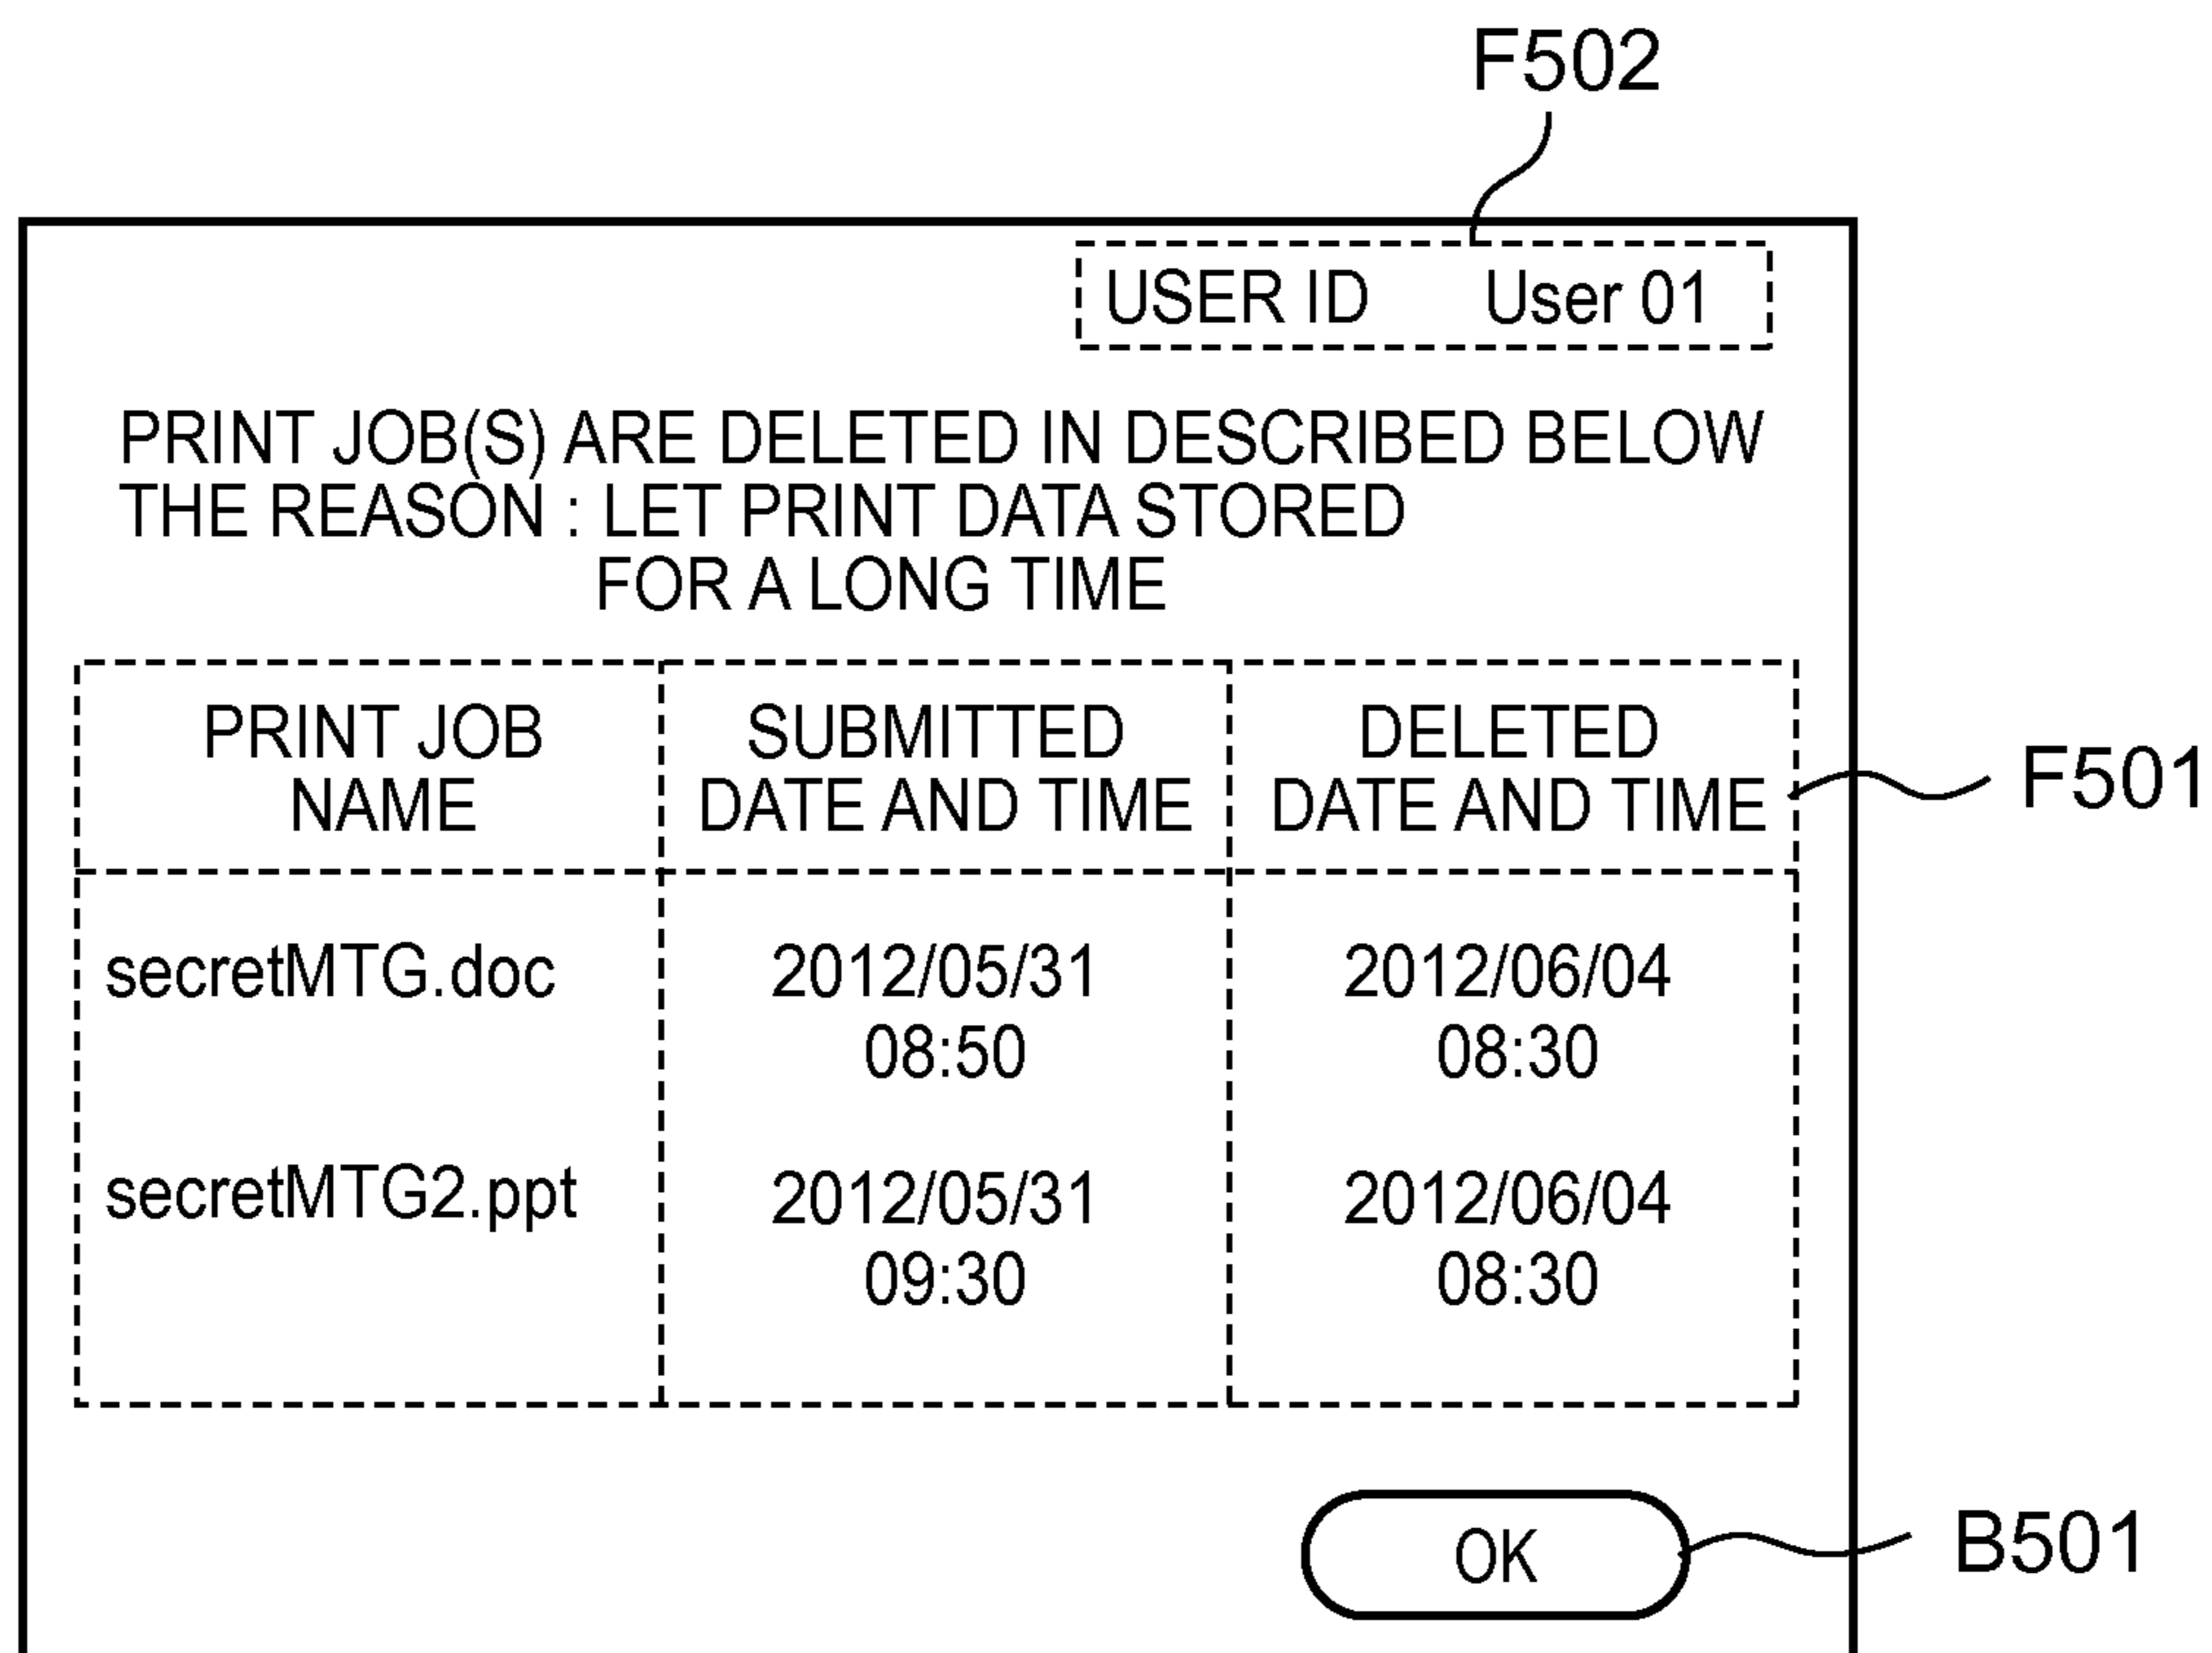 F502
USER ID User 01
PRINT JOB(S) ARE DELETED IN DESCRIBED BELOW
THE REASON : LET PRINT DATA STORED
FOR A LONG TIME
PRINT JOB SUBMITTED DELETED
NAME DATE AND TIME DATE AND TIME
F501
secretMTG.doc 2012/05/31 2012/06/04
08:50 08:30
secretMTG2.ppt 2012/05/31 2012/06/04
09:30 08:30
OK
B501